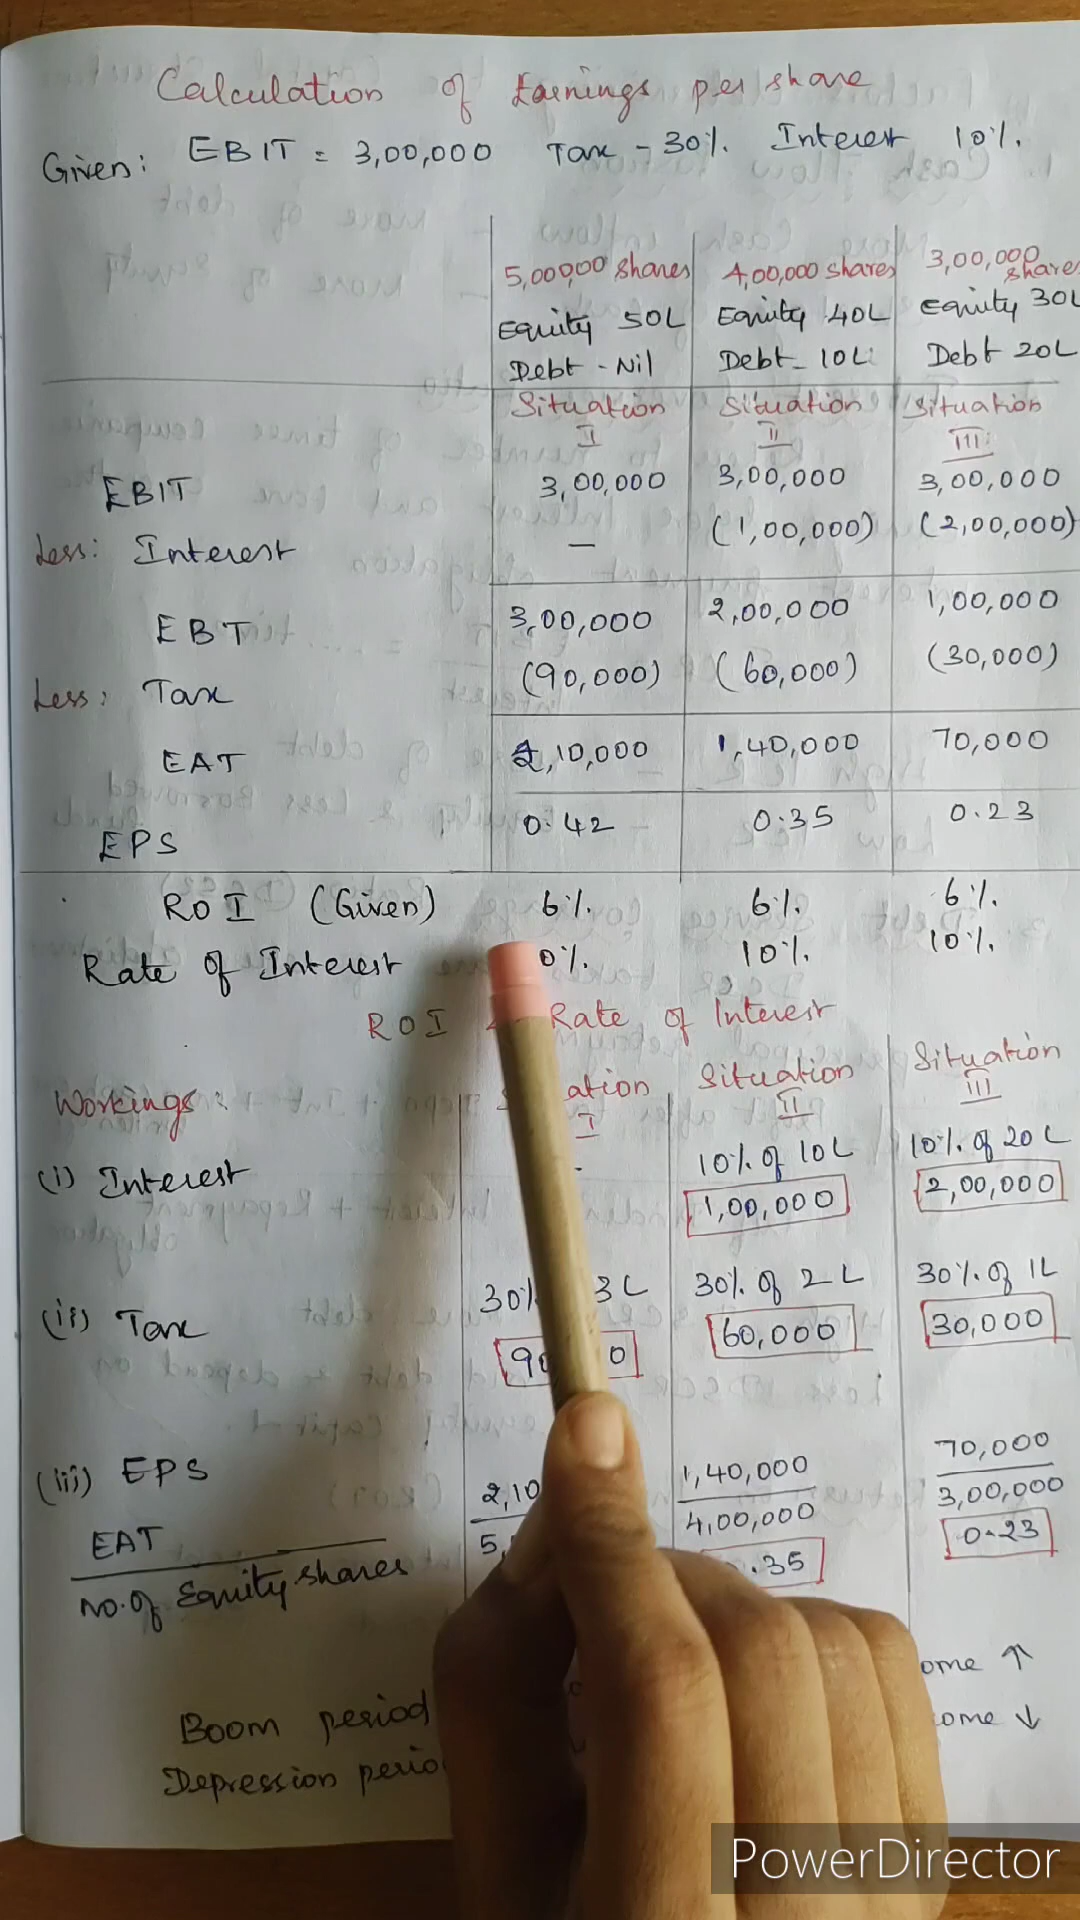 Calculation of Earnings per share
Given: EBIT = 3,00,000 Tax - 30% Interest 10%.
5,00,000 shares 4,00,000 shares 3,00,000 shares
Equity 50L Equity 40L Equity 30L
Debt - Nil Debt - 10L Debt 20L
Situation I Situation II Situation III
EBIT 3,00,000 3,00,000 3,00,000
Less: Interest — (1,00,000) (2,00,000)
EBT 3,00,000 2,00,000 1,00,000
Less: Tax (90,000) (60,000) (30,000)
EAT 2,10,000 1,40,000 70,000
EPS 0.42 0.35 0.23
ROI (Given) 6% 6% 6%
Rate of Interest 0% 10% 10%
ROI Rate of Interest
Workings: Situation II Situation III
(i) Interest 10% of 10L 10% of 20L
1,00,000 2,00,000
(ii) Tax 30% 3L 30% of 2L 30% of 1L
60,000 30,000
(iii) EPS 1,40,000 70,000
EAT 4,00,000 3,00,000
No. of Equity shares .35 0.23
Boom period
Depression
PowerDirector